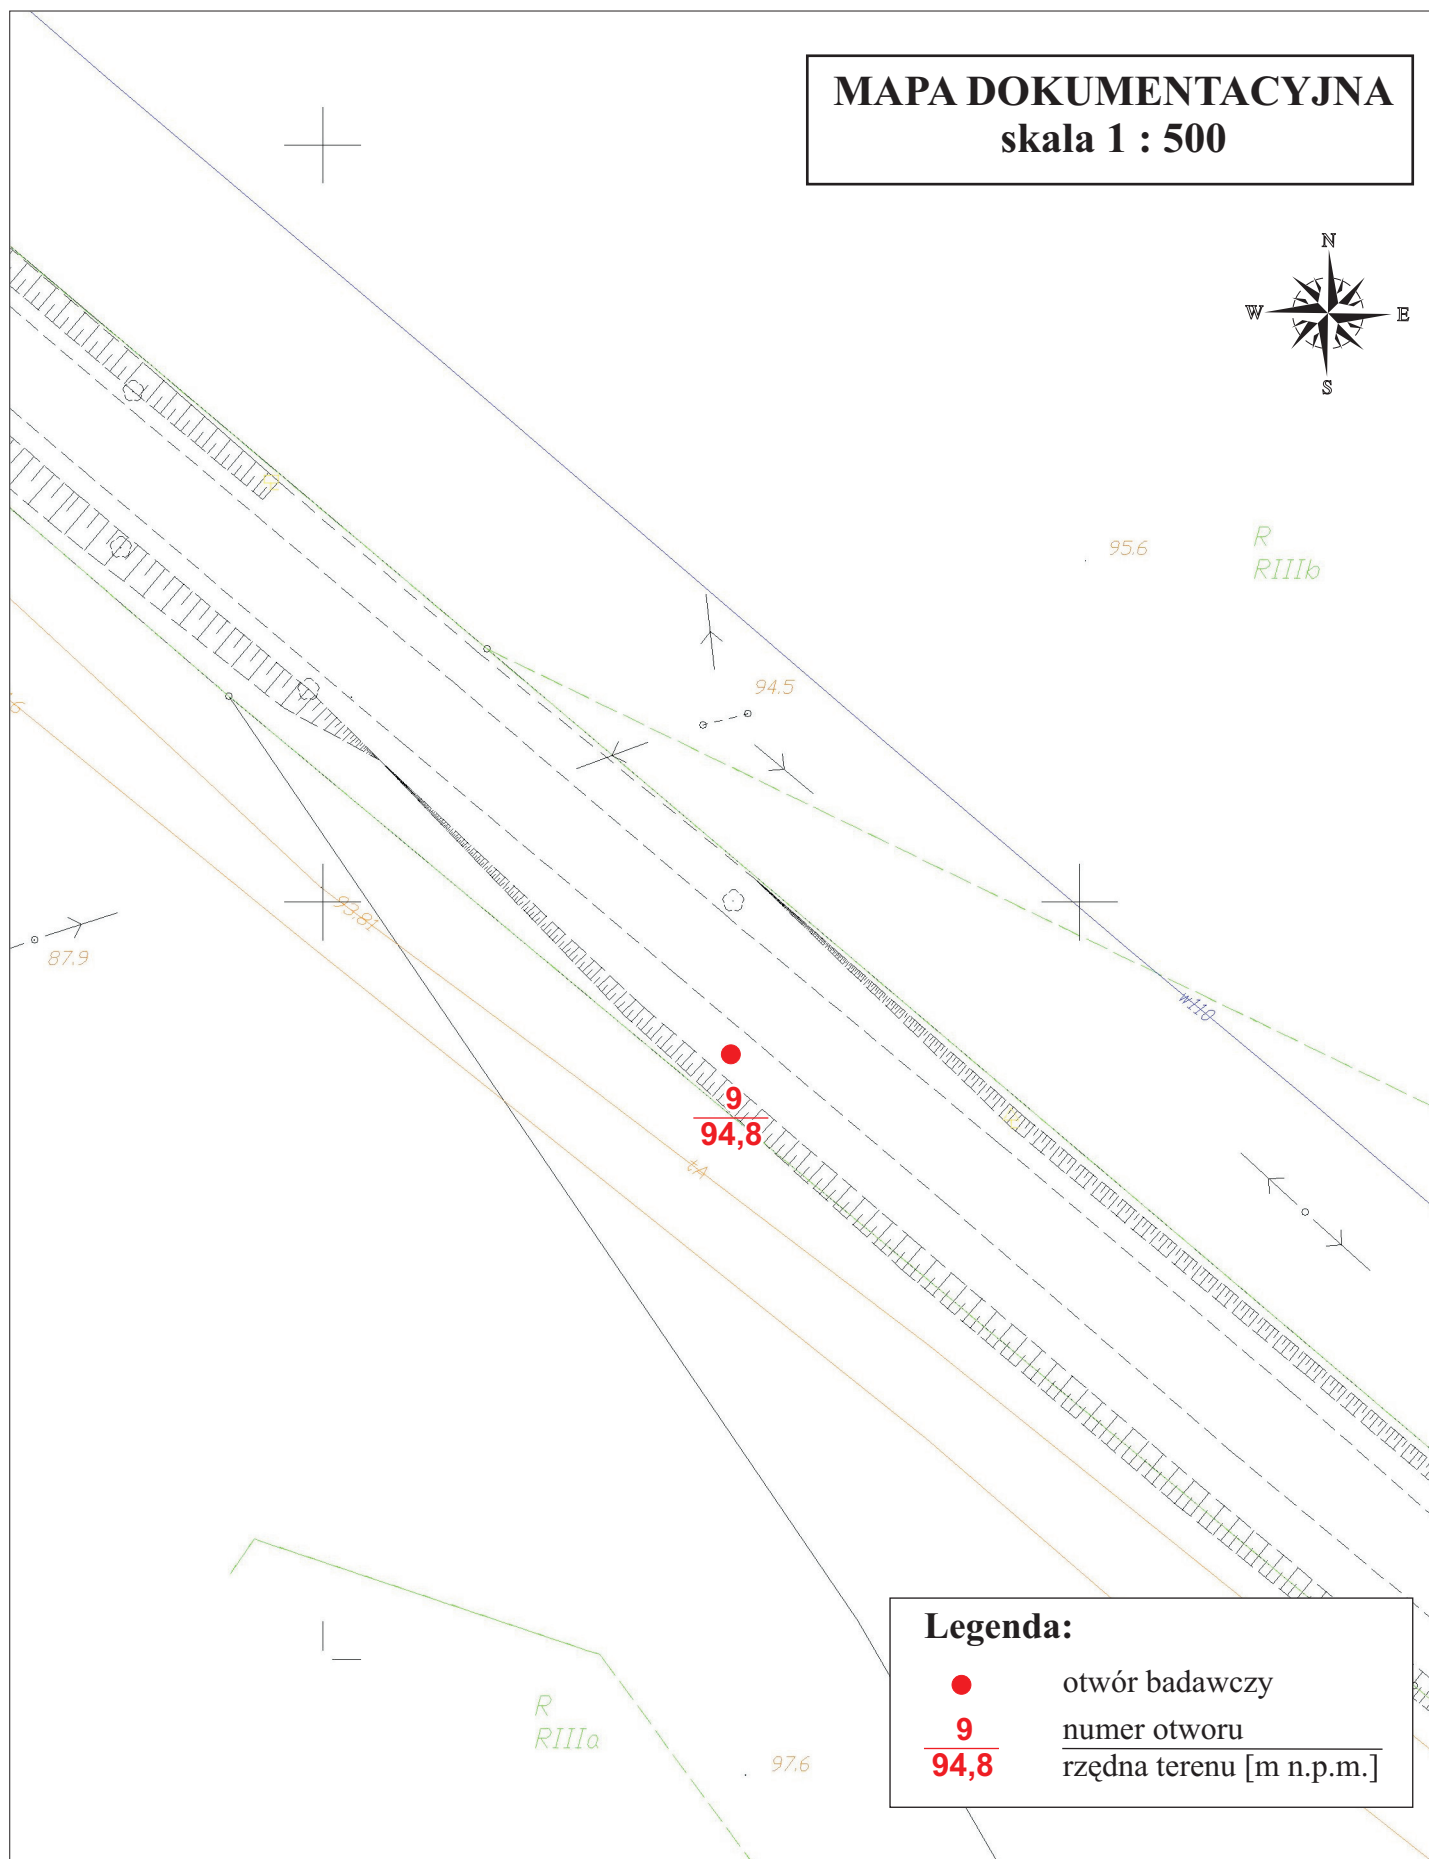 MAPA DOKUMENTACYJNA
skala 1 : 500
N
W
E
S
95.6
R
RIIIb
94.5
93.81
87.9
w110
9
94,8
tA
R
RIIIa
97.6
Legenda:
otwór badawczy
9
numer otworu
94,8
rzędna terenu [m n.p.m.]